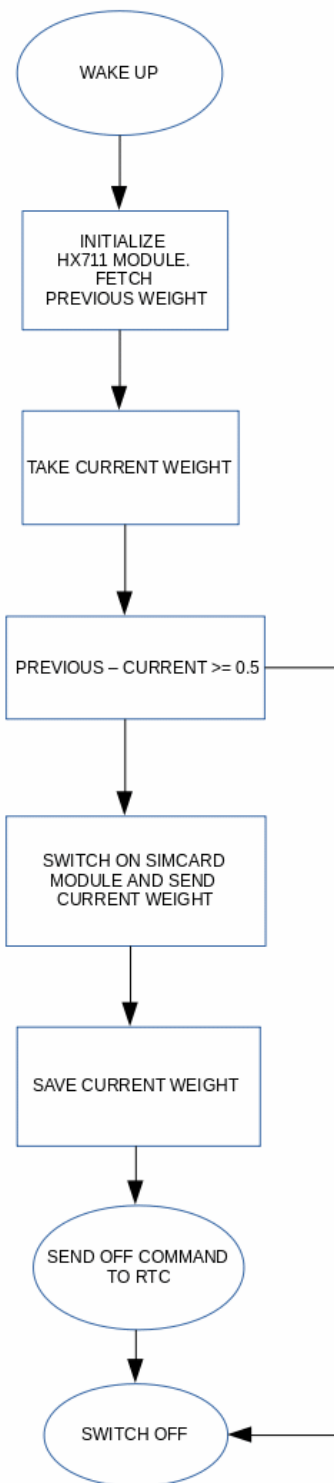 WAKE UP
INITIALIZE
HX711 MODULE.
FETCH
PREVIOUS WEIGHT
TAKE CURRENT WEIGHT
PREVIOUS – CURRENT >= 0.5
SWITCH ON SIMCARD
MODULE AND SEND
CURRENT WEIGHT
SAVE CURRENT WEIGHT
SEND OFF COMMAND
TO RTC
SWITCH OFF